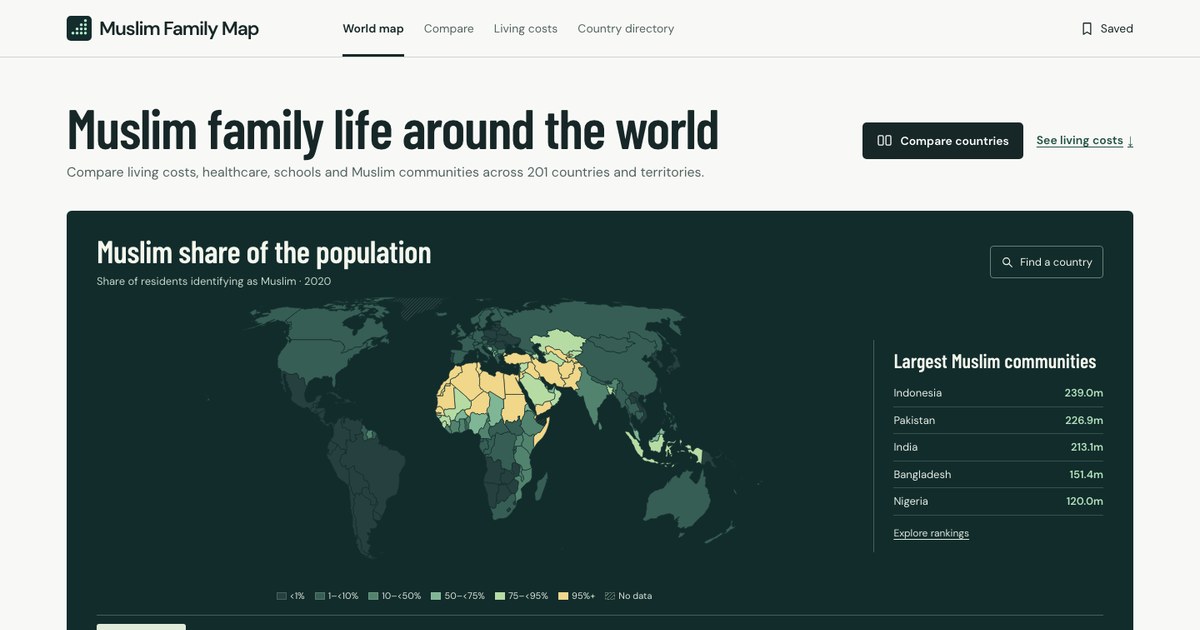 Muslim Family Map
World map
Compare
Living costs
Country directory
Saved
Muslim family life around the world
Compare living costs, healthcare, schools and Muslim communities across 201 countries and territories.
Compare countries
See living costs ↓
Muslim share of the population
Share of residents identifying as Muslim · 2020
Find a country
Largest Muslim communities
Indonesia 239.0m
Pakistan 226.9m
India 213.1m
Bangladesh 151.4m
Nigeria 120.0m
Explore rankings
<1% 1–<10% 10–<50% 50–<75% 75–<95% 95%+ No data